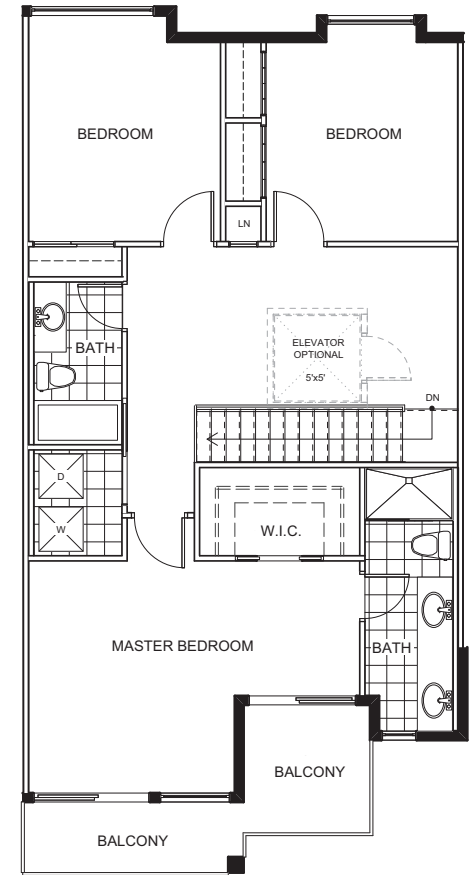 BEDROOM
BEDROOM
LN
ELEVATOR
OPTIONAL
5'x5'
BATH
DN
D
W
W.I.C.
MASTER BEDROOM
BATH
BALCONY
BALCONY